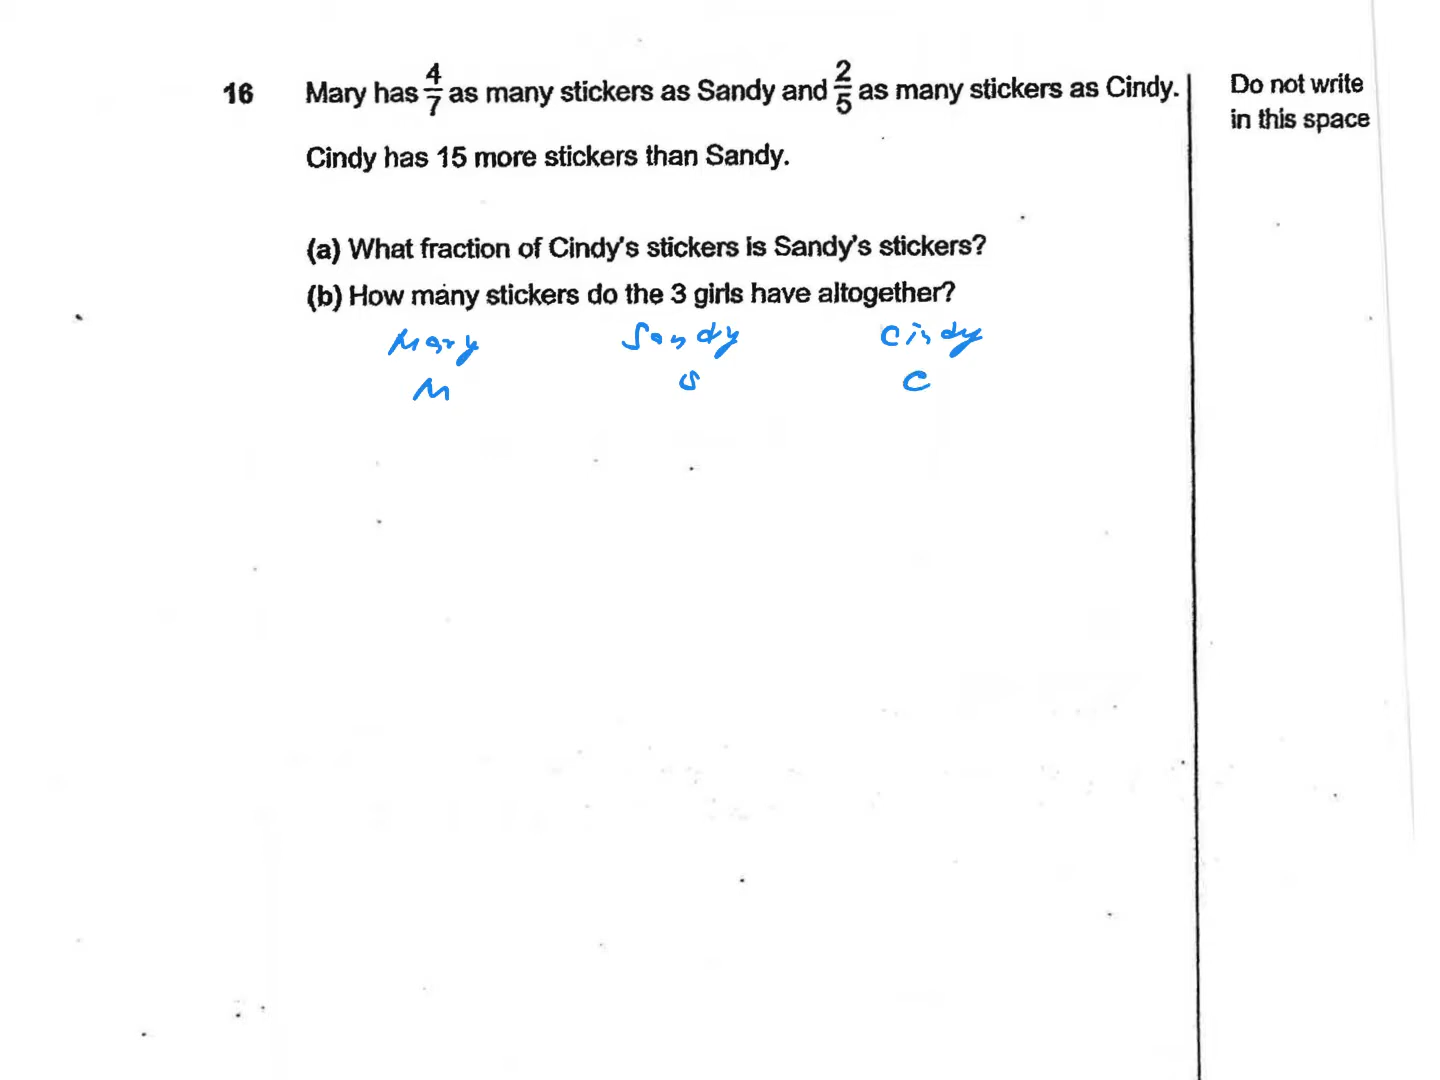 16 Mary has 4/7 as many stickers as Sandy and 2/5 as many stickers as Cindy.
Do not write
in this space
Cindy has 15 more stickers than Sandy.
(a) What fraction of Cindy's stickers is Sandy's stickers?
(b) How many stickers do the 3 girls have altogether?
Mary Sandy Cindy
M S C